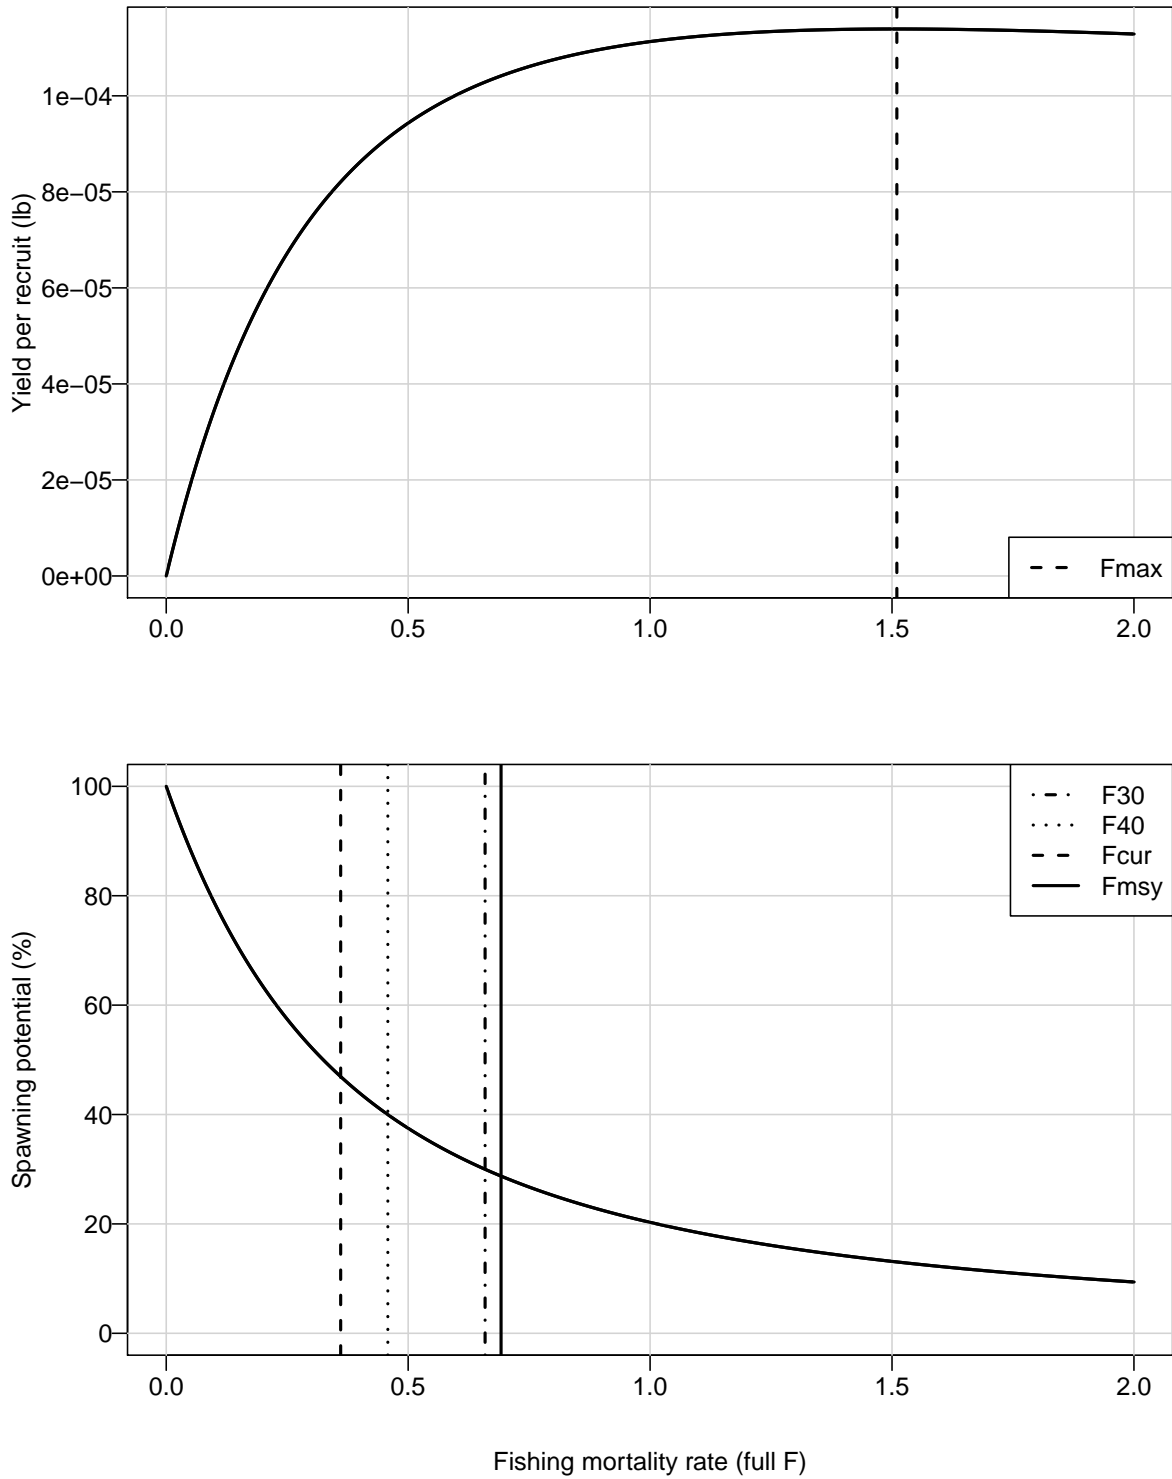 Yield per recruit (lb)
1e−04
8e−05
6e−05
4e−05
2e−05
0e+00
Fmax
0.0 0.5 1.0 1.5 2.0
Spawning potential (%)
100
80
60
40
20
0
F30
F40
Fcur
Fmsy
0.0 0.5 1.0 1.5 2.0
Fishing mortality rate (full F)